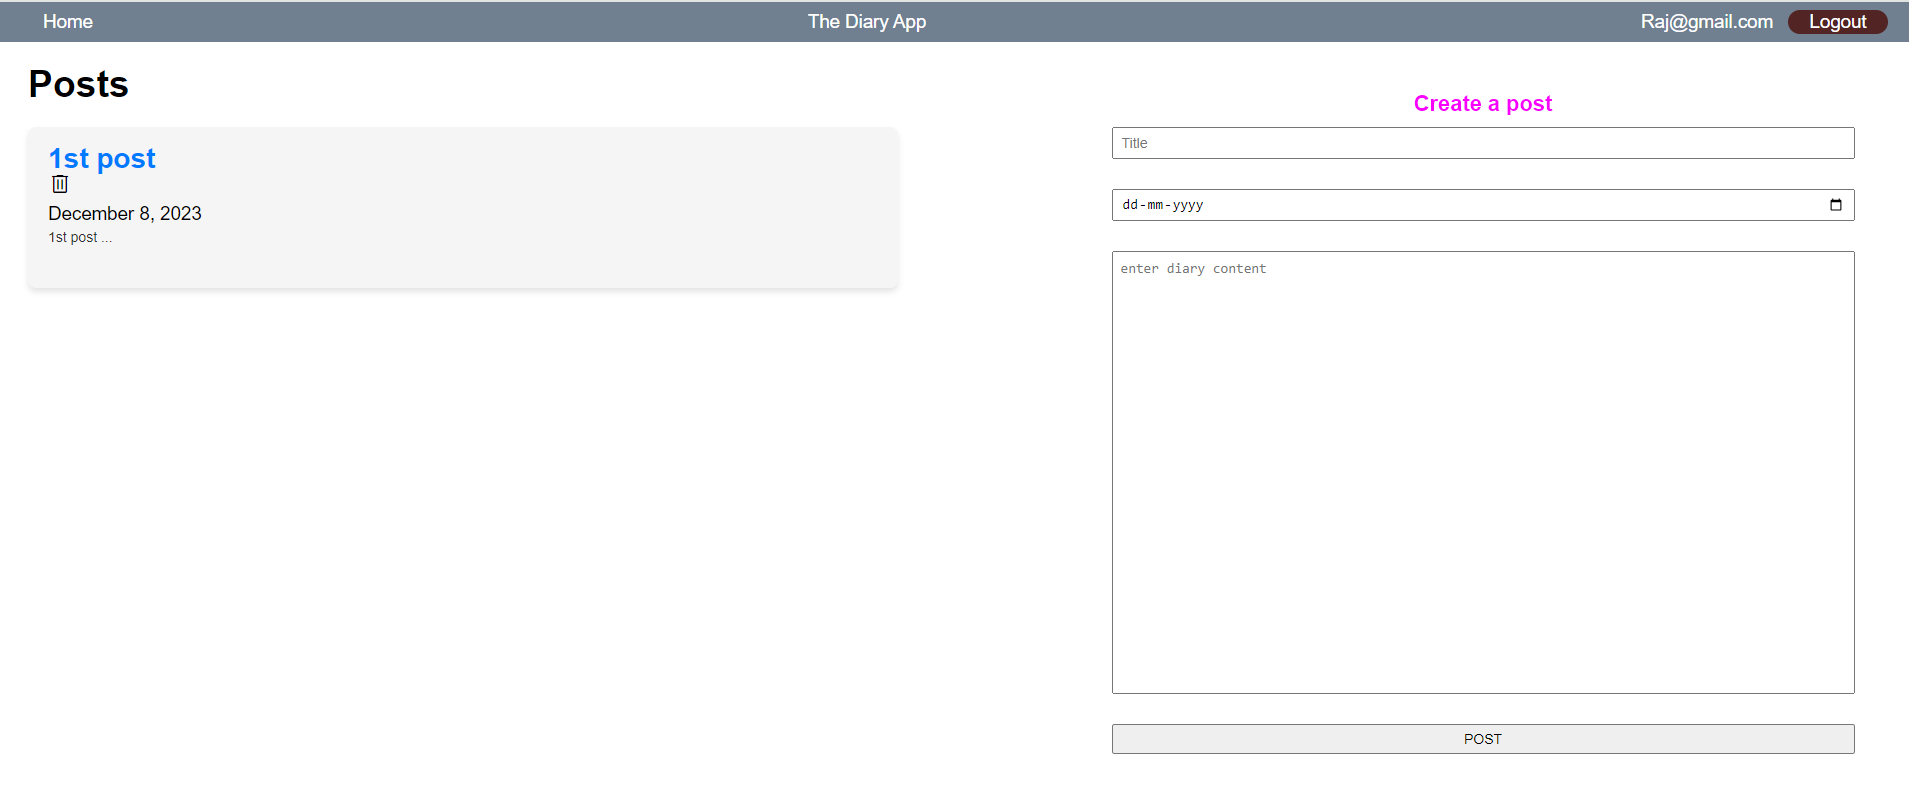 Home The Diary App Raj@gmail.com Logout
Posts
1st post
December 8, 2023
1st post ...
Create a post
Title
dd-mm-yyyy
enter diary content
POST